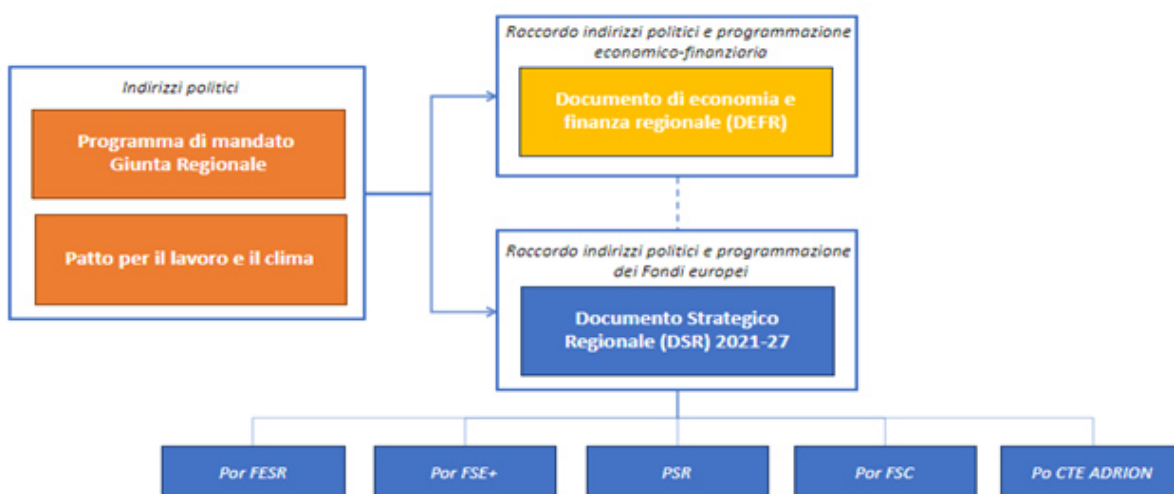 Indirizzi politici
Programma di mandato
Giunta Regionale
Patto per il lavoro e il clima
Raccordo indirizzi politici e programmazione
economico-finanziaria
Documento di economia e
finanza regionale (DEFR)
Raccordo indirizzi politici e programmazione
dei Fondi europei
Documento Strategico
Regionale (DSR) 2021-27
Por FESR
Por FSE+
PSR
Por FSC
Po CTE ADRION